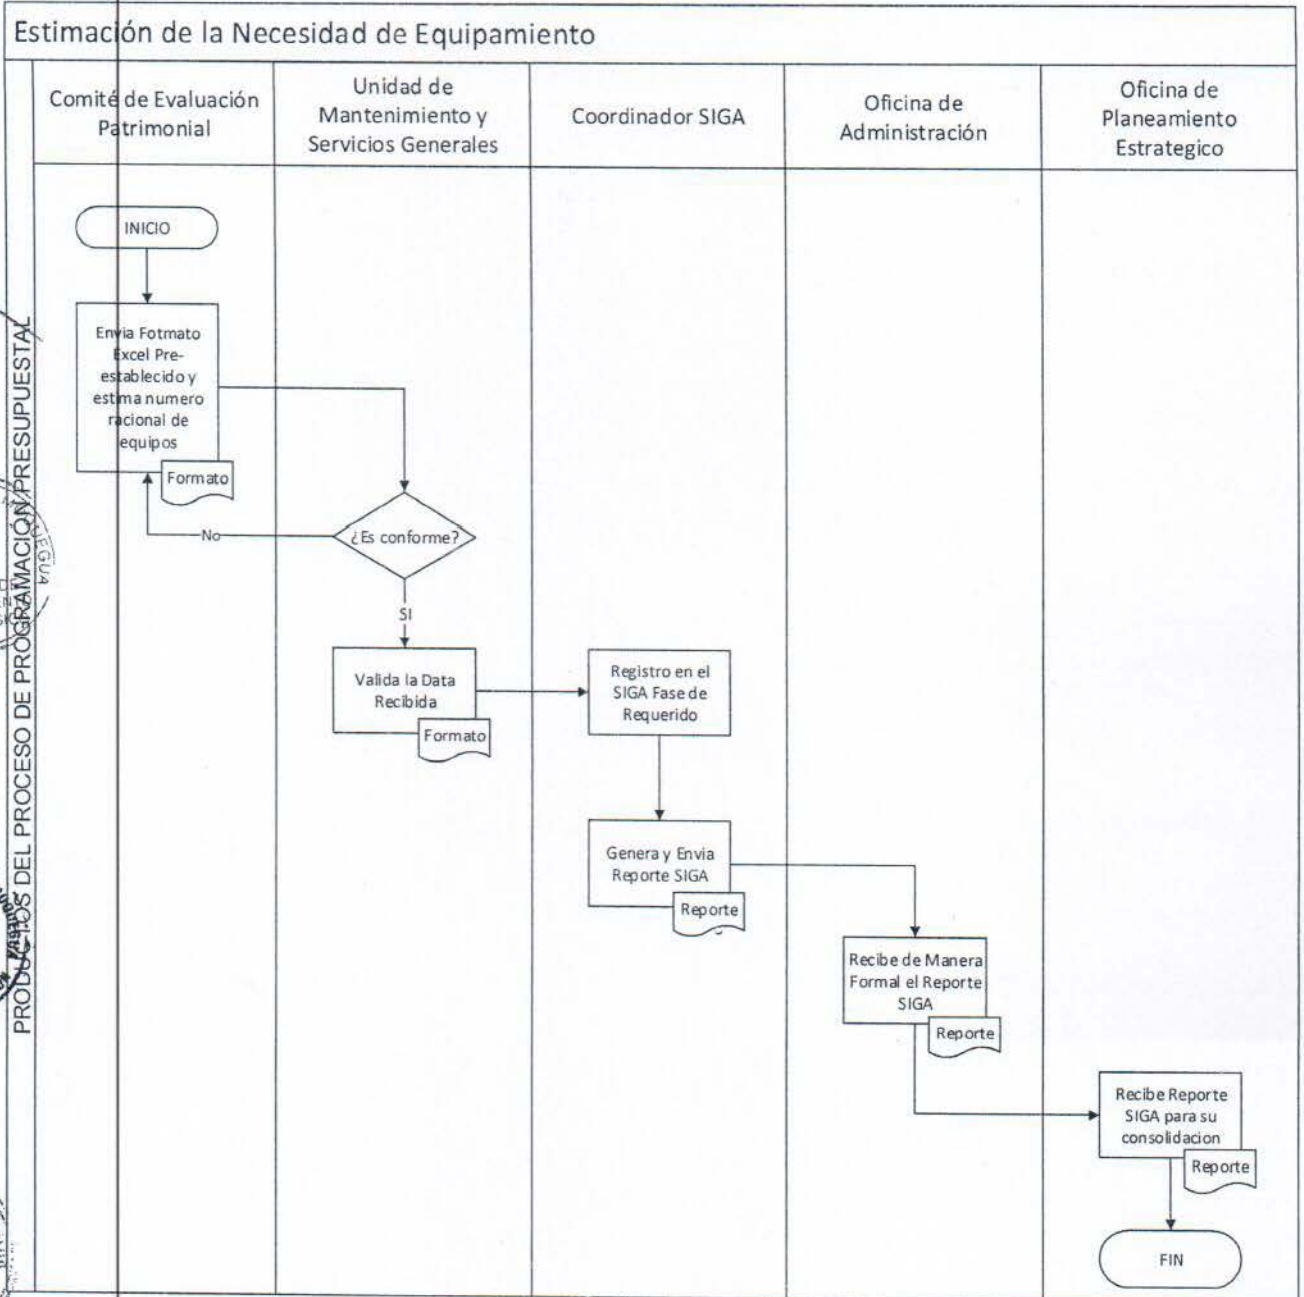 Estimación de la Necesidad de Equipamiento
Comité de Evaluación
Patrimonial
Unidad de
Mantenimiento y
Servicios Generales
Coordinador SIGA
Oficina de
Administración
Oficina de
Planeamiento
Estrategico
PRODUCTOS DEL PROCESO DE PROGRAMACIÓN PRESUPUESTAL
INICIO
Envia Fotmato
Excel Pre-
establecido y
estima numero
racional de
equipos
Formato
¿Es conforme?
No
SI
Valida la Data
Recibida
Formato
Registro en el
SIGA Fase de
Requerido
Genera y Envia
Reporte SIGA
Reporte
Recibe de Manera
Formal el Reporte
SIGA
Reporte
Recibe Reporte
SIGA para su
consolidacion
Reporte
FIN